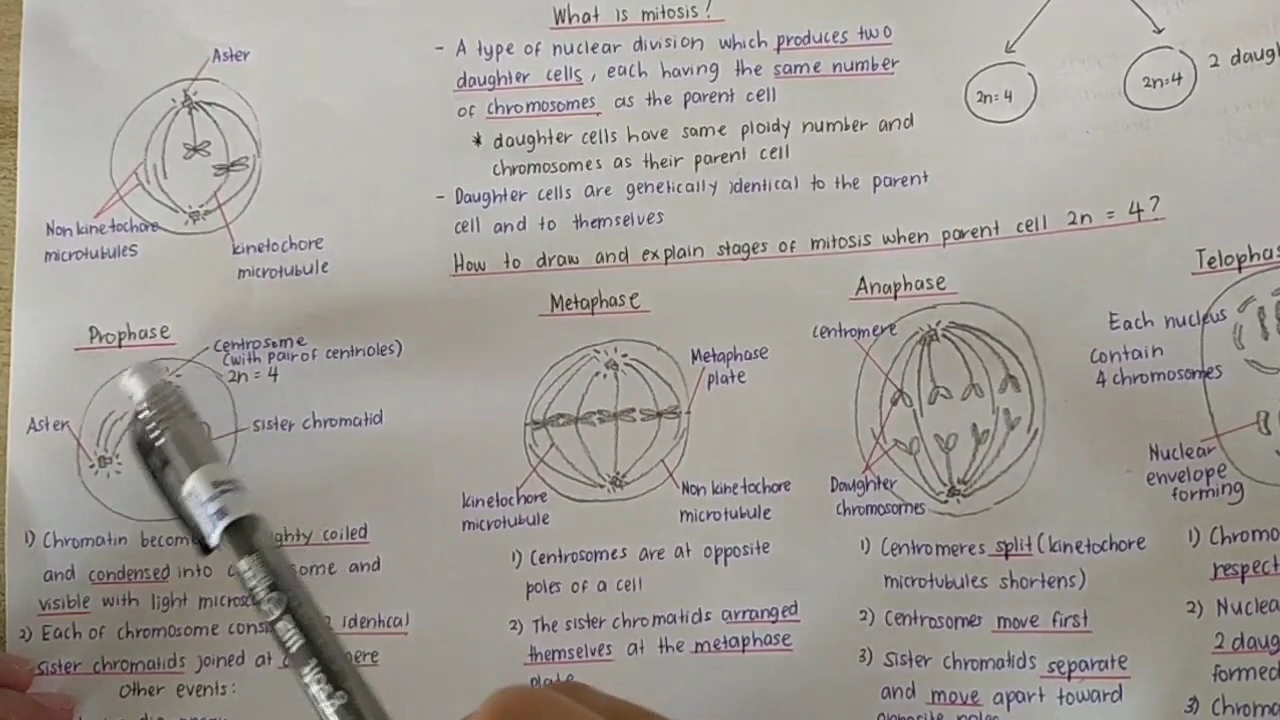 Aster
Non kinetochore
microtubules
kinetochore
microtubule
What is mitosis?
- A type of nuclear division which produces two
daughter cells, each having the same number
of chromosomes as the parent cell
* daughter cells have same ploidy number and
chromosomes as their parent cell
- Daughter cells are genetically identical to the parent
cell and to themselves
2n = 4
2n=4
2
How to draw and explain stages of mitosis when parent cell 2n = 4?
Prophase
Centrosome
(with pair of centrioles)
2n = 4
Aster
sister chromatid
1) Chromatin coiled
and condensed into and
visible with light
2) Each of chromosome identical
sister chromatids joined at
Other events:
Metaphase
Metaphase
plate
kinetochore
microtubule
Non kinetochore
microtubule
1) Centrosomes are at opposite
poles of a cell
2) The sister chromatids arranged
themselves at the metaphase
plate
Anaphase
centromere
Daughter
chromosomes
1) Centromeres split (kinetochore
microtubules shortens)
2) Centrosomes move first
3) Sister chromatids separate
and move apart toward
Each nucleus
contain
4 chromosomes
Nuclear
envelope
forming
1)
2)
2
formed
3)